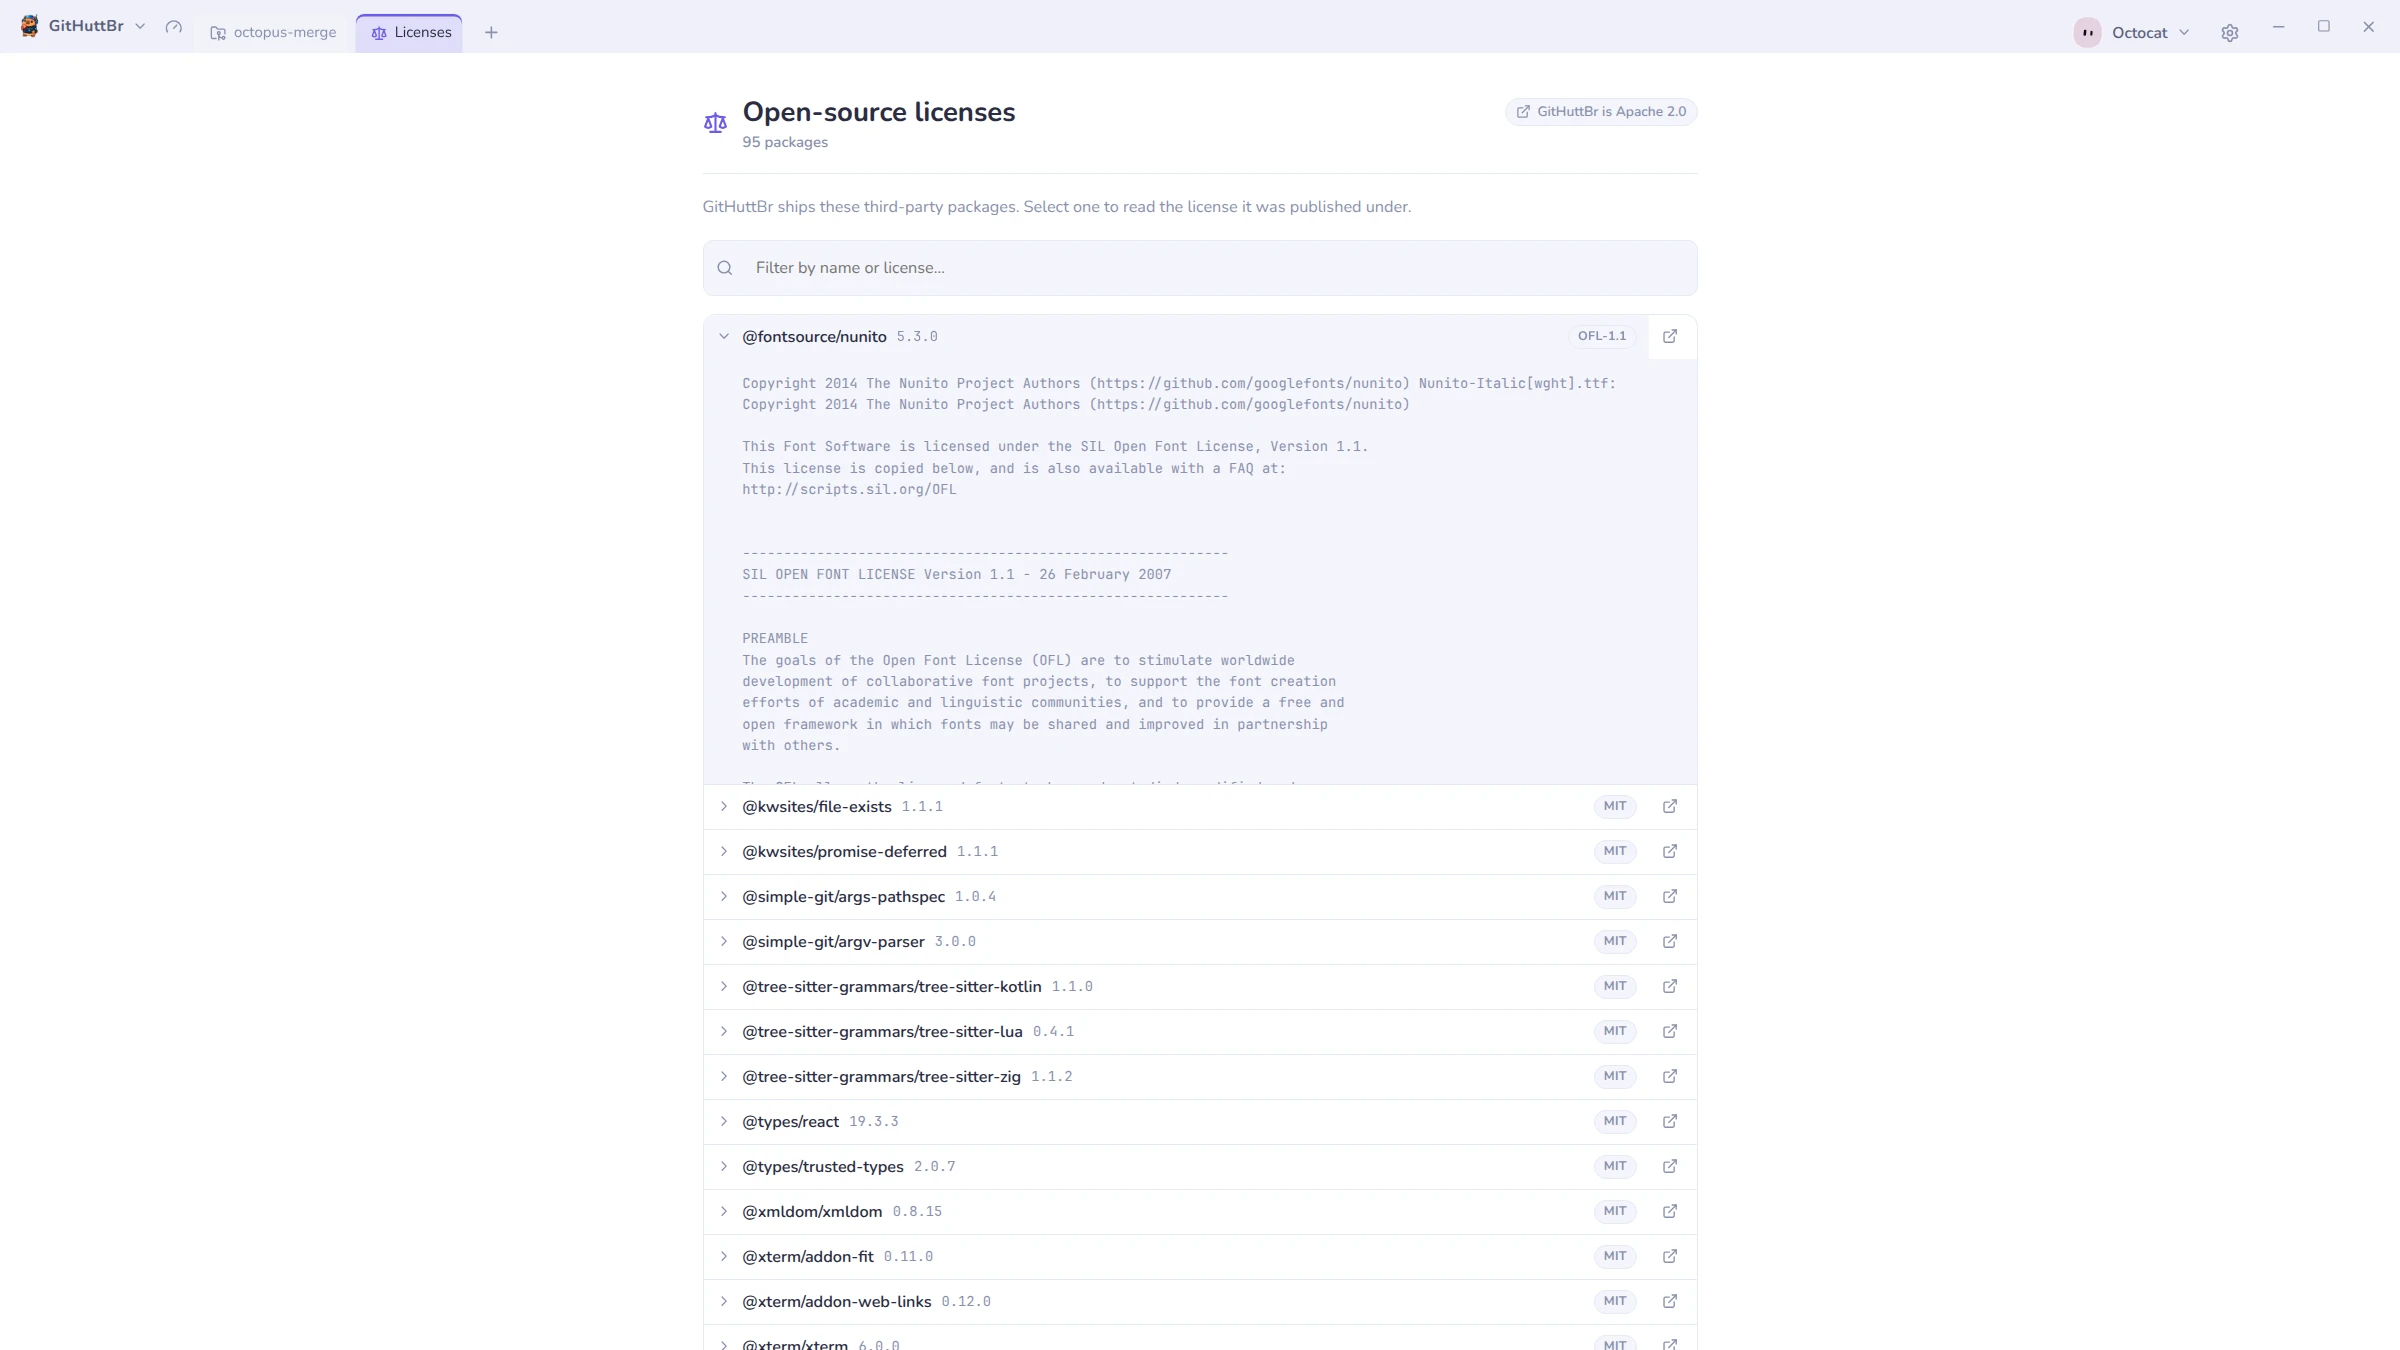 GitHuttBr
octopus-merge
Licenses
Octocat
Open-source licenses
95 packages
GitHuttBr is Apache 2.0
GitHuttBr ships these third-party packages. Select one to read the license it was published under.
Filter by name or license...
@fontsource/nunito 5.3.0 OFL-1.1
Copyright 2014 The Nunito Project Authors (https://github.com/googlefonts/nunito) Nunito-Italic[wght].ttf:
Copyright 2014 The Nunito Project Authors (https://github.com/googlefonts/nunito)
This Font Software is licensed under the SIL Open Font License, Version 1.1.
This license is copied below, and is also available with a FAQ at:
http://scripts.sil.org/OFL
-----------------------------------------------------------
SIL OPEN FONT LICENSE Version 1.1 - 26 February 2007
-----------------------------------------------------------
PREAMBLE
The goals of the Open Font License (OFL) are to stimulate worldwide
development of collaborative font projects, to support the font creation
efforts of academic and linguistic communities, and to provide a free and
open framework in which fonts may be shared and improved in partnership
with others.
@kwsites/file-exists 1.1.1 MIT
@kwsites/promise-deferred 1.1.1 MIT
@simple-git/args-pathspec 1.0.4 MIT
@simple-git/argv-parser 3.0.0 MIT
@tree-sitter-grammars/tree-sitter-kotlin 1.1.0 MIT
@tree-sitter-grammars/tree-sitter-lua 0.4.1 MIT
@tree-sitter-grammars/tree-sitter-zig 1.1.2 MIT
@types/react 19.3.3 MIT
@types/trusted-types 2.0.7 MIT
@xmldom/xmldom 0.8.15 MIT
@xterm/addon-fit 0.11.0 MIT
@xterm/addon-web-links 0.12.0 MIT
@xterm/xterm 6.0.0 MIT